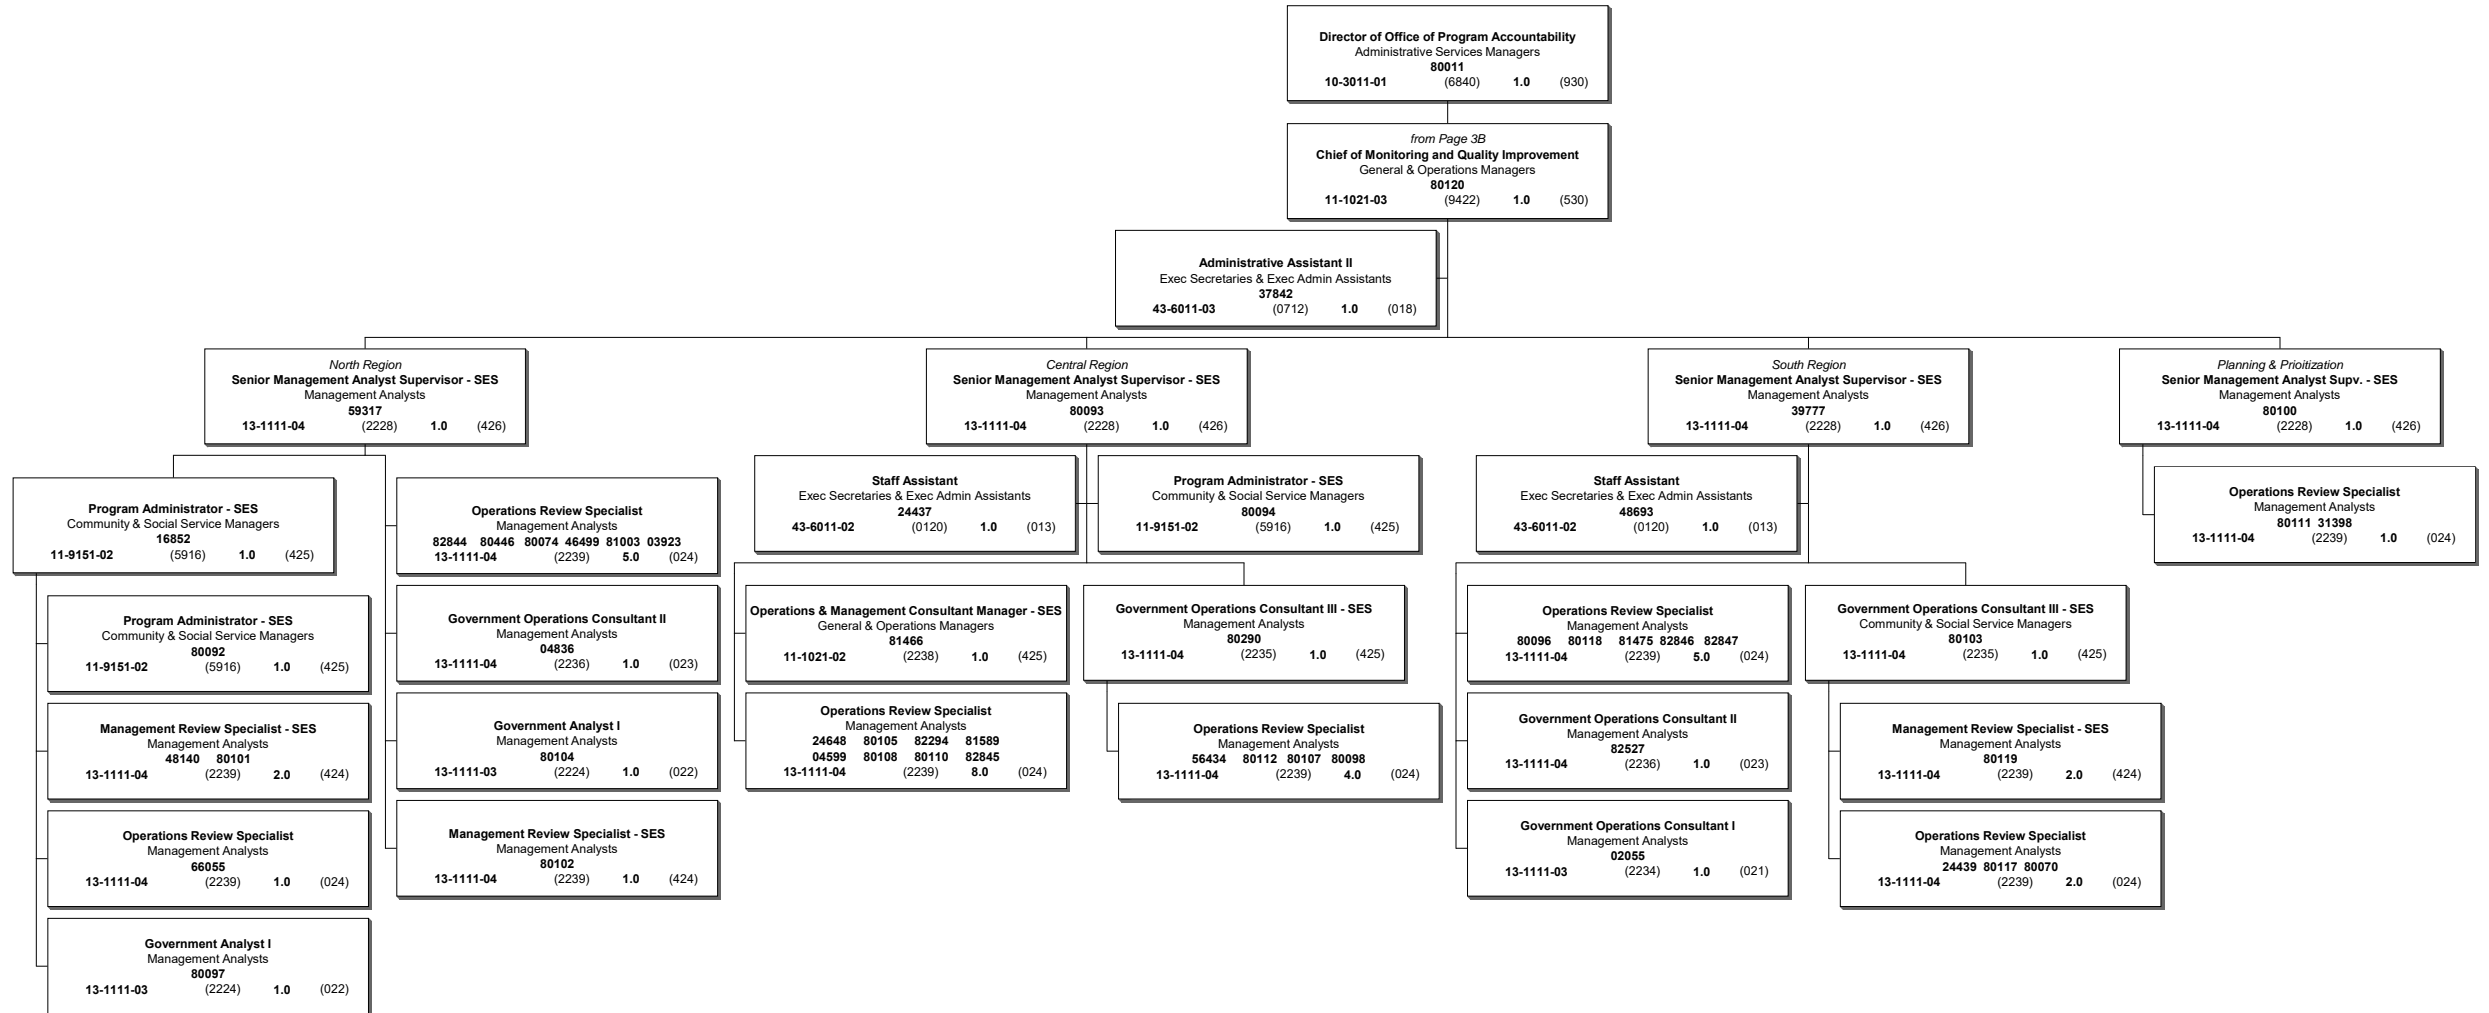 Director of Office of Program Accountability
Administrative Services Managers
80011
10-3011-01 (6840) 1.0 (930)
from Page 3B
Chief of Monitoring and Quality Improvement
General & Operations Managers
80120
11-1021-03 (9422) 1.0 (530)
Administrative Assistant II
Exec Secretaries & Exec Admin Assistants
37842
43-6011-03 (0712) 1.0 (018)
North Region
Senior Management Analyst Supervisor - SES
Management Analysts
59317
13-1111-04 (2228) 1.0 (426)
Central Region
Senior Management Analyst Supervisor - SES
Management Analysts
80093
13-1111-04 (2228) 1.0 (426)
South Region
Senior Management Analyst Supervisor - SES
Management Analysts
39777
13-1111-04 (2228) 1.0 (426)
Planning & Prioitization
Senior Management Analyst Supv. - SES
Management Analysts
80100
13-1111-04 (2228) 1.0 (426)
Program Administrator - SES
Community & Social Service Managers
16852
11-9151-02 (5916) 1.0 (425)
Program Administrator - SES
Community & Social Service Managers
80092
11-9151-02 (5916) 1.0 (425)
Management Review Specialist - SES
Management Analysts
48140 80101
13-1111-04 (2239) 2.0 (424)
Operations Review Specialist
Management Analysts
66055
13-1111-04 (2239) 1.0 (024)
Government Analyst I
Management Analysts
80097
13-1111-03 (2224) 1.0 (022)
Operations Review Specialist
Management Analysts
82844 80446 80074 46499 81003 03923
13-1111-04 (2239) 5.0 (024)
Government Operations Consultant II
Management Analysts
04836
13-1111-04 (2236) 1.0 (023)
Government Analyst I
Management Analysts
80104
13-1111-03 (2224) 1.0 (022)
Management Review Specialist - SES
Management Analysts
80102
13-1111-04 (2239) 1.0 (424)
Staff Assistant
Exec Secretaries & Exec Admin Assistants
24437
43-6011-02 (0120) 1.0 (013)
Program Administrator - SES
Community & Social Service Managers
80094
11-9151-02 (5916) 1.0 (425)
Operations & Management Consultant Manager - SES
General & Operations Managers
81466
11-1021-02 (2238) 1.0 (425)
Operations Review Specialist
Management Analysts
24648 80105 82294 81589
04599 80108 80110 82845
13-1111-04 (2239) 8.0 (024)
Government Operations Consultant III - SES
Management Analysts
80290
13-1111-04 (2235) 1.0 (425)
Operations Review Specialist
Management Analysts
56434 80112 80107 80098
13-1111-04 (2239) 4.0 (024)
Staff Assistant
Exec Secretaries & Exec Admin Assistants
48693
43-6011-02 (0120) 1.0 (013)
Operations Review Specialist
Management Analysts
80096 80118 81475 82846 82847
13-1111-04 (2239) 5.0 (024)
Government Operations Consultant II
Management Analysts
82527
13-1111-04 (2236) 1.0 (023)
Government Operations Consultant I
Management Analysts
02055
13-1111-03 (2234) 1.0 (021)
Government Operations Consultant III - SES
Community & Social Service Managers
80103
13-1111-04 (2235) 1.0 (425)
Management Review Specialist - SES
Management Analysts
80119
13-1111-04 (2239) 2.0 (424)
Operations Review Specialist
Management Analysts
24439 80117 80070
13-1111-04 (2239) 2.0 (024)
Operations Review Specialist
Management Analysts
80111 31398
13-1111-04 (2239) 1.0 (024)